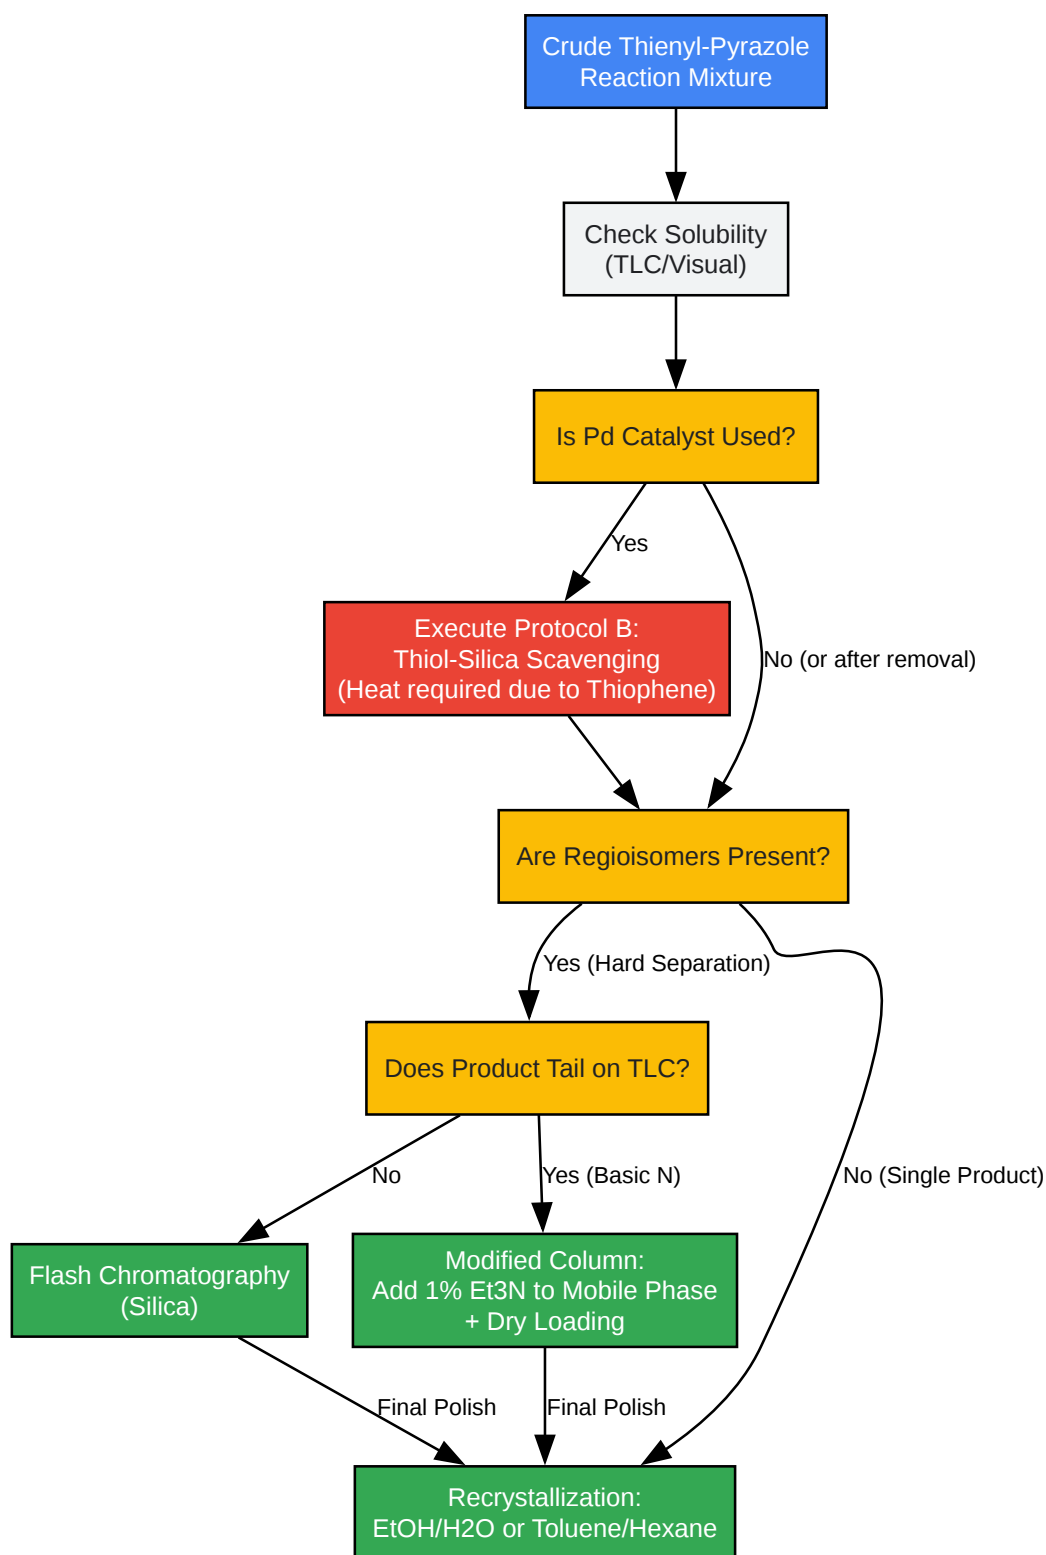 Crude Thienyl-Pyrazole
Reaction Mixture
Check Solubility
(TLC/Visual)
Is Pd Catalyst Used?
Yes
Execute Protocol B:
Thiol-Silica Scavenging
(Heat required due to Thiophene)
No (or after removal)
Are Regioisomers Present?
Yes (Hard Separation)
Does Product Tail on TLC?
No
Yes (Basic N)
No (Single Product)
Flash Chromatography
(Silica)
Modified Column:
Add 1% Et3N to Mobile Phase
+ Dry Loading
Final Polish
Final Polish
Recrystallization:
EtOH/H2O or Toluene/Hexane